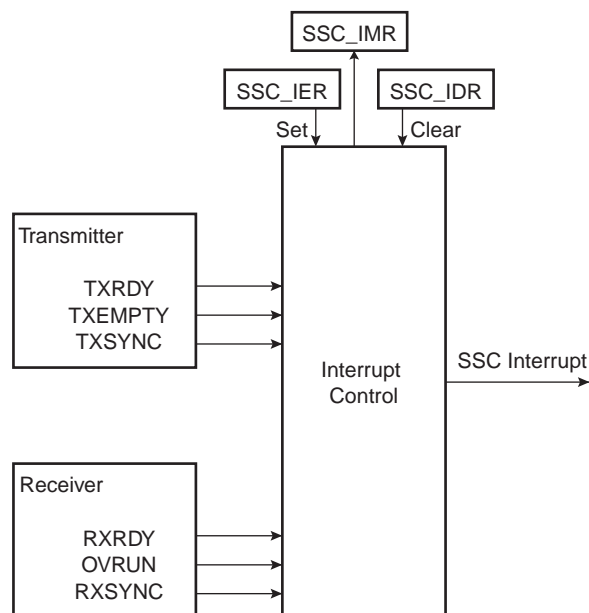 SSC_IMR
SSC_IER
SSC_IDR
Set
Clear
Transmitter
TXRDY
TXEMPTY
TXSYNC
Interrupt
Control
SSC Interrupt
Receiver
RXRDY
OVRUN
RXSYNC